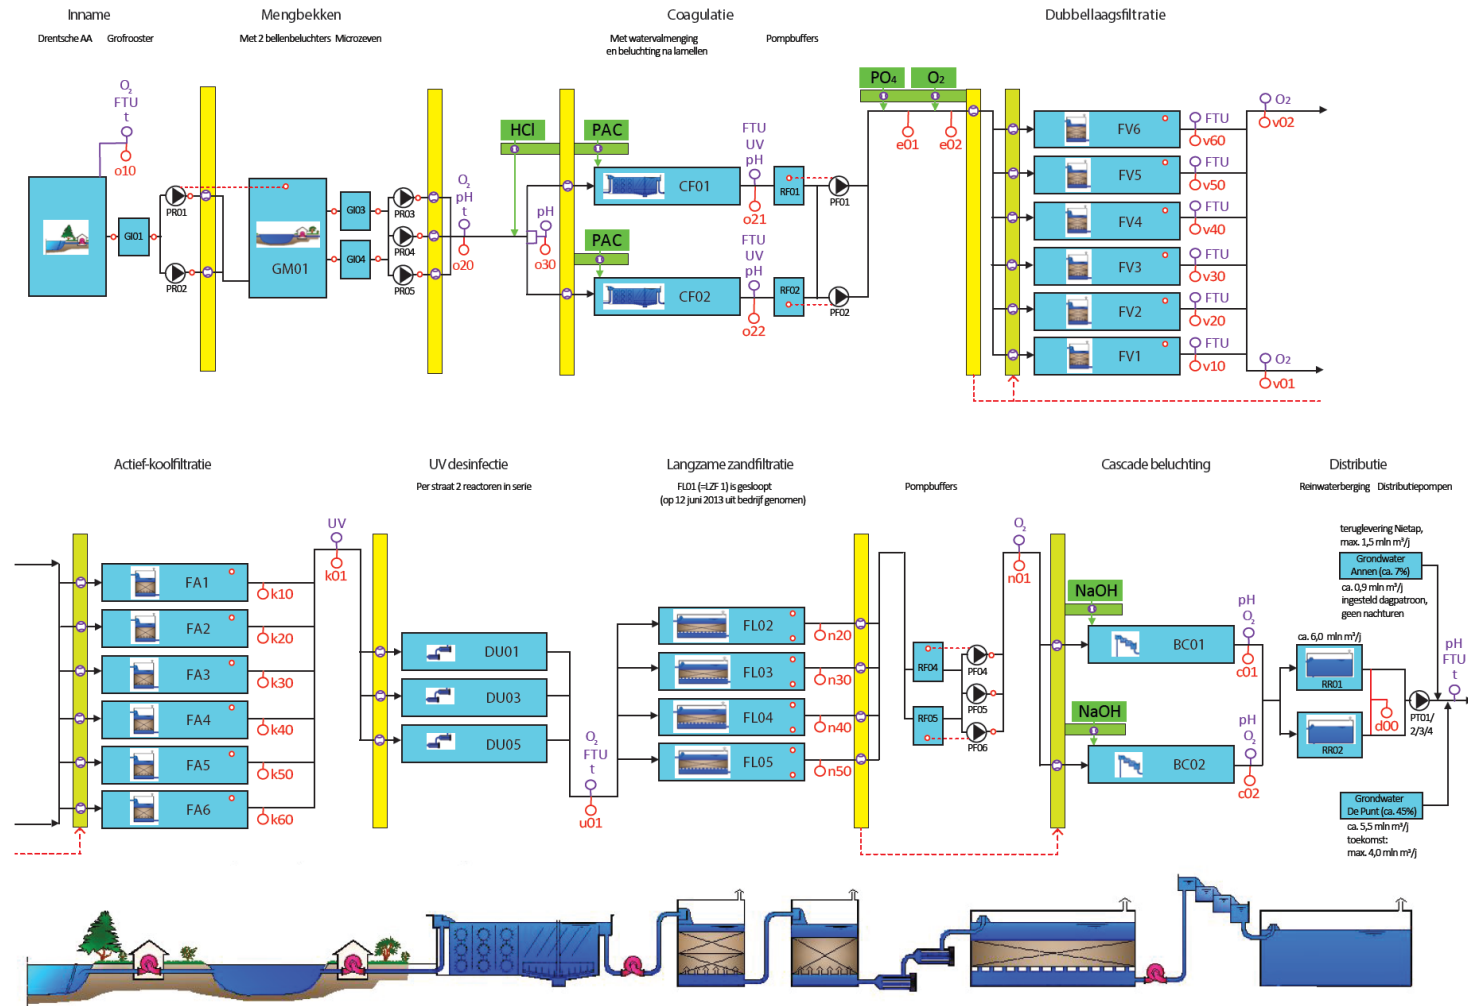 Inname
Mengbekken
Coagulatie
Dubbellaagsfiltratie
Drentsche AA
Grofrooster
Met 2 bellenbeluchters
Microzeven
Met watervalmenging
en beluchting na lamellen
Pompbuffers
O₂
FTU
t
o10
GI01
PR01
PR02
GM01
GI03
GI04
PR03
PR04
PR05
O₂
pH
t
o20
HCl
pH
o30
PAC
CF01
FTU
UV
pH
o21
RF01
PF01
PAC
CF02
FTU
UV
pH
o22
RF02
PF02
PO₄
O₂
e01
e02
FV6
FTU
v60
FV5
FTU
v50
FV4
FTU
v40
FV3
FTU
v30
FV2
FTU
v20
FV1
FTU
v10
O₂
v02
O₂
v01
Actief-koolfiltratie
UV desinfectie
Langzame zandfiltratie
Cascade beluchting
Distributie
Per straat 2 reactoren in serie
FL01 (=LZF 1) is gesloopt
(op 12 juni 2013 uit bedrijf genomen)
Pompbuffers
Reinwaterberging
Distributiepompen
FA1
k10
FA2
k20
FA3
k30
FA4
k40
FA5
k50
FA6
k60
UV
k01
DU01
DU03
DU05
O₂
FTU
t
u01
FL02
n20
FL03
n30
FL04
n40
FL05
n50
RF04
RF05
PF04
PF05
PF06
O₂
n01
NaOH
BC01
pH
O₂
c01
NaOH
BC02
pH
O₂
c02
teruglevering Nietap,
max. 1,5 mln m³/j
Grondwater
Annen (ca. 7%)
ca. 0,9 mln m³/j
ingesteld dagpatroon,
geen nachturen
ca. 6,0 mln m³/j
RR01
RR02
d00
PT01/
2/3/4
pH
FTU
t
Grondwater
De Punt (ca. 45%)
ca. 5,5 mln m³/j
toekomst:
max. 4,0 mln m³/j